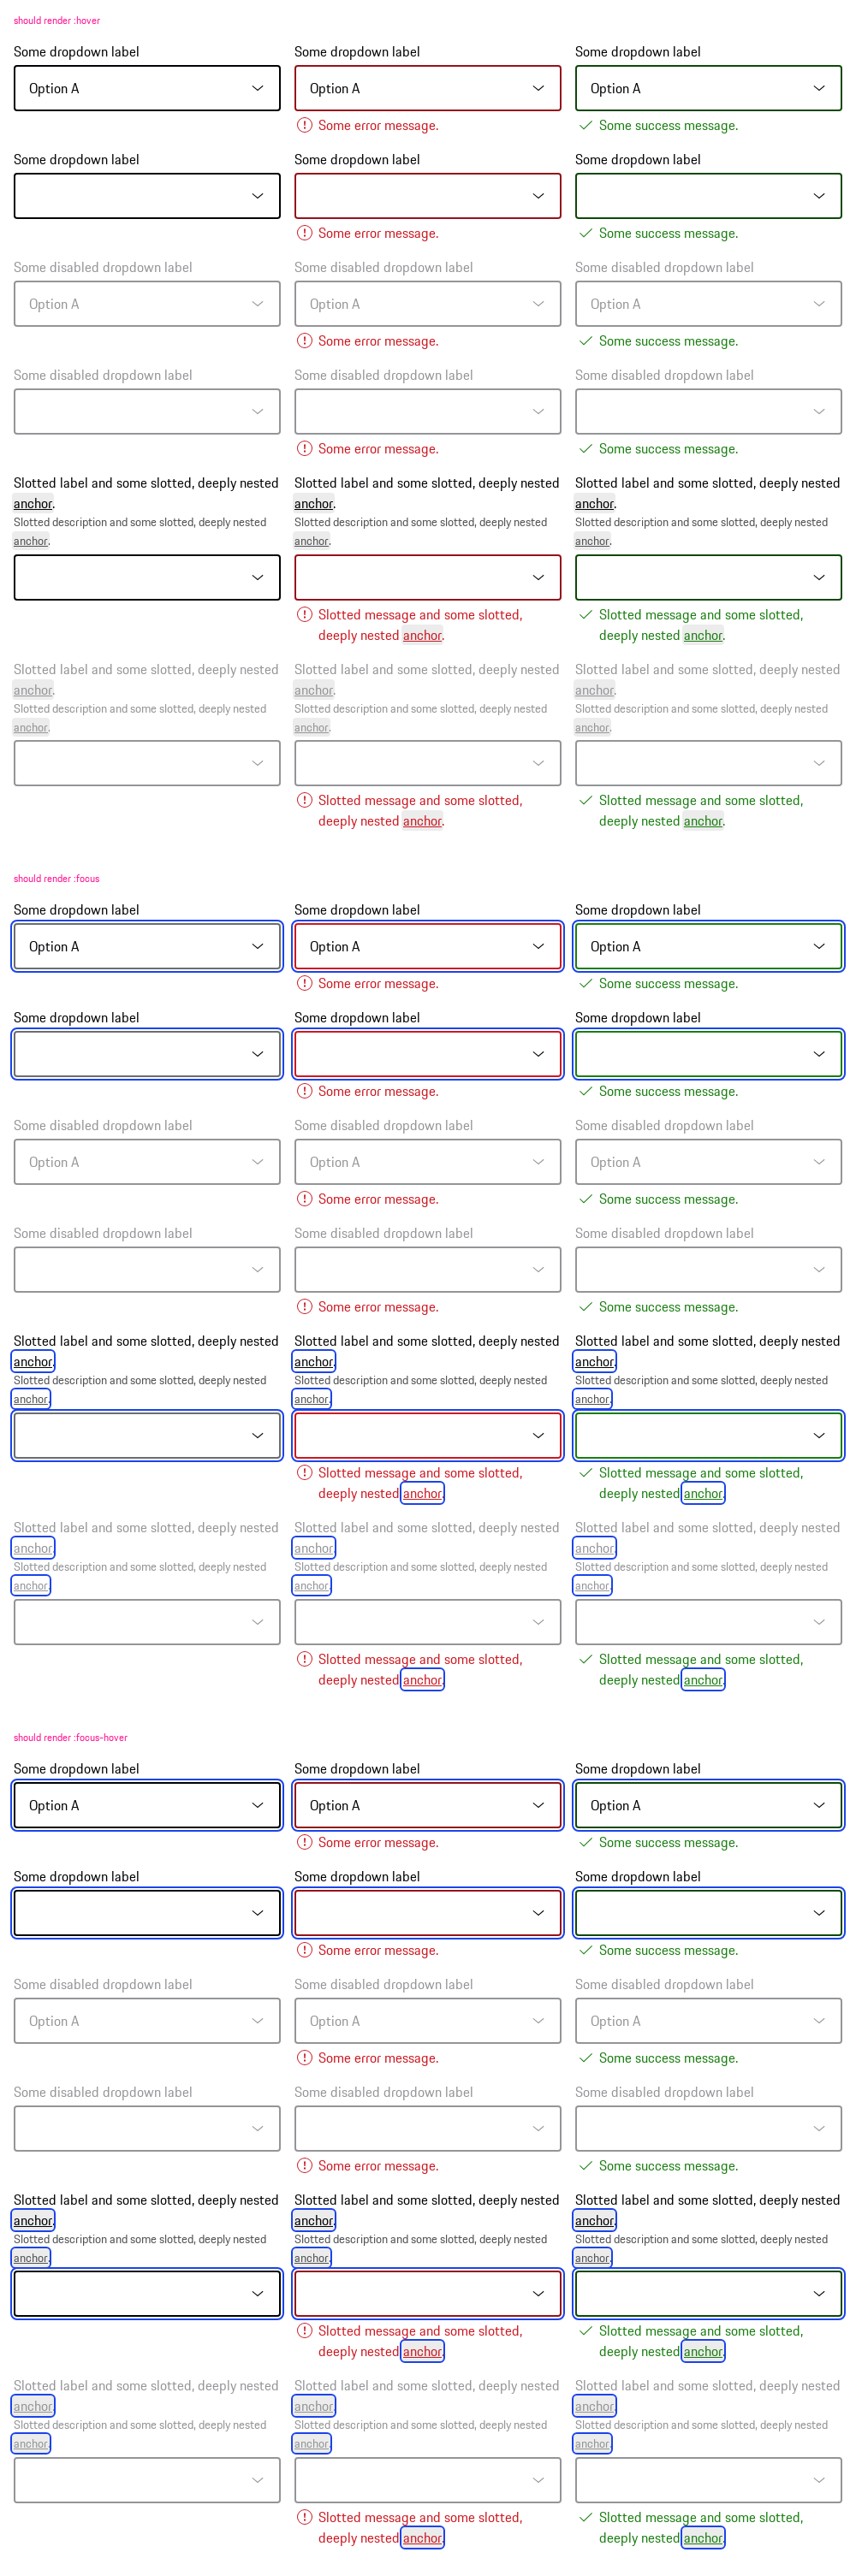 should render :hover
Some dropdown label Some dropdown label Some dropdown label
Option A Option A Option A
Some error message. Some success message.
Some dropdown label Some dropdown label Some dropdown label
Some error message. Some success message.
Some disabled dropdown label Some disabled dropdown label Some disabled dropdown label
Option A Option A Option A
Some error message. Some success message.
Some disabled dropdown label Some disabled dropdown label Some disabled dropdown label
Some error message. Some success message.
Slotted label and some slotted, deeply nested Slotted label and some slotted, deeply nested Slotted label and some slotted, deeply nested
anchor. anchor. anchor.
Slotted description and some slotted, deeply nested Slotted description and some slotted, deeply nested Slotted description and some slotted, deeply nested
anchor. anchor. anchor.
Slotted message and some slotted, Slotted message and some slotted,
deeply nested anchor. deeply nested anchor.
Slotted label and some slotted, deeply nested Slotted label and some slotted, deeply nested Slotted label and some slotted, deeply nested
anchor. anchor. anchor.
Slotted description and some slotted, deeply nested Slotted description and some slotted, deeply nested Slotted description and some slotted, deeply nested
anchor. anchor. anchor.
Slotted message and some slotted, Slotted message and some slotted,
deeply nested anchor. deeply nested anchor.
should render :focus
Some dropdown label Some dropdown label Some dropdown label
Option A Option A Option A
Some error message. Some success message.
Some dropdown label Some dropdown label Some dropdown label
Some error message. Some success message.
Some disabled dropdown label Some disabled dropdown label Some disabled dropdown label
Option A Option A Option A
Some error message. Some success message.
Some disabled dropdown label Some disabled dropdown label Some disabled dropdown label
Some error message. Some success message.
Slotted label and some slotted, deeply nested Slotted label and some slotted, deeply nested Slotted label and some slotted, deeply nested
anchor. anchor. anchor.
Slotted description and some slotted, deeply nested Slotted description and some slotted, deeply nested Slotted description and some slotted, deeply nested
anchor. anchor. anchor.
Slotted message and some slotted, Slotted message and some slotted,
deeply nested anchor. deeply nested anchor.
Slotted label and some slotted, deeply nested Slotted label and some slotted, deeply nested Slotted label and some slotted, deeply nested
anchor. anchor. anchor.
Slotted description and some slotted, deeply nested Slotted description and some slotted, deeply nested Slotted description and some slotted, deeply nested
anchor. anchor. anchor.
Slotted message and some slotted, Slotted message and some slotted,
deeply nested anchor. deeply nested anchor.
should render :focus-hover
Some dropdown label Some dropdown label Some dropdown label
Option A Option A Option A
Some error message. Some success message.
Some dropdown label Some dropdown label Some dropdown label
Some error message. Some success message.
Some disabled dropdown label Some disabled dropdown label Some disabled dropdown label
Option A Option A Option A
Some error message. Some success message.
Some disabled dropdown label Some disabled dropdown label Some disabled dropdown label
Some error message. Some success message.
Slotted label and some slotted, deeply nested Slotted label and some slotted, deeply nested Slotted label and some slotted, deeply nested
anchor. anchor. anchor.
Slotted description and some slotted, deeply nested Slotted description and some slotted, deeply nested Slotted description and some slotted, deeply nested
anchor. anchor. anchor.
Slotted message and some slotted, Slotted message and some slotted,
deeply nested anchor. deeply nested anchor.
Slotted label and some slotted, deeply nested Slotted label and some slotted, deeply nested Slotted label and some slotted, deeply nested
anchor. anchor. anchor.
Slotted description and some slotted, deeply nested Slotted description and some slotted, deeply nested Slotted description and some slotted, deeply nested
anchor. anchor. anchor.
Slotted message and some slotted, Slotted message and some slotted,
deeply nested anchor. deeply nested anchor.